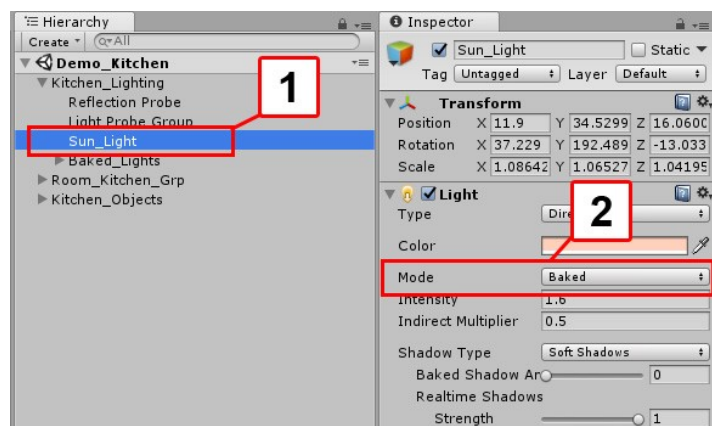 Hierarchy
Create
All
Demo_Kitchen
Kitchen_Lighting
Reflection Probe
Light Probe Group
Sun_Light
Baked_Lights
Room_Kitchen_Grp
Kitchen_Objects
1
Inspector
Sun_Light Static
Tag Untagged Layer Default
Transform
Position X 11.9 Y 34.5299 Z 16.060
Rotation X 37.229 Y 192.489 Z -13.033
Scale X 1.08642 Y 1.06527 Z 1.04195
Light
Type Dire
2
Color
Mode Baked
Intensity 1.6
Indirect Multiplier 0.5
Shadow Type Soft Shadows
Baked Shadow An 0
Realtime Shadows
Strength 1